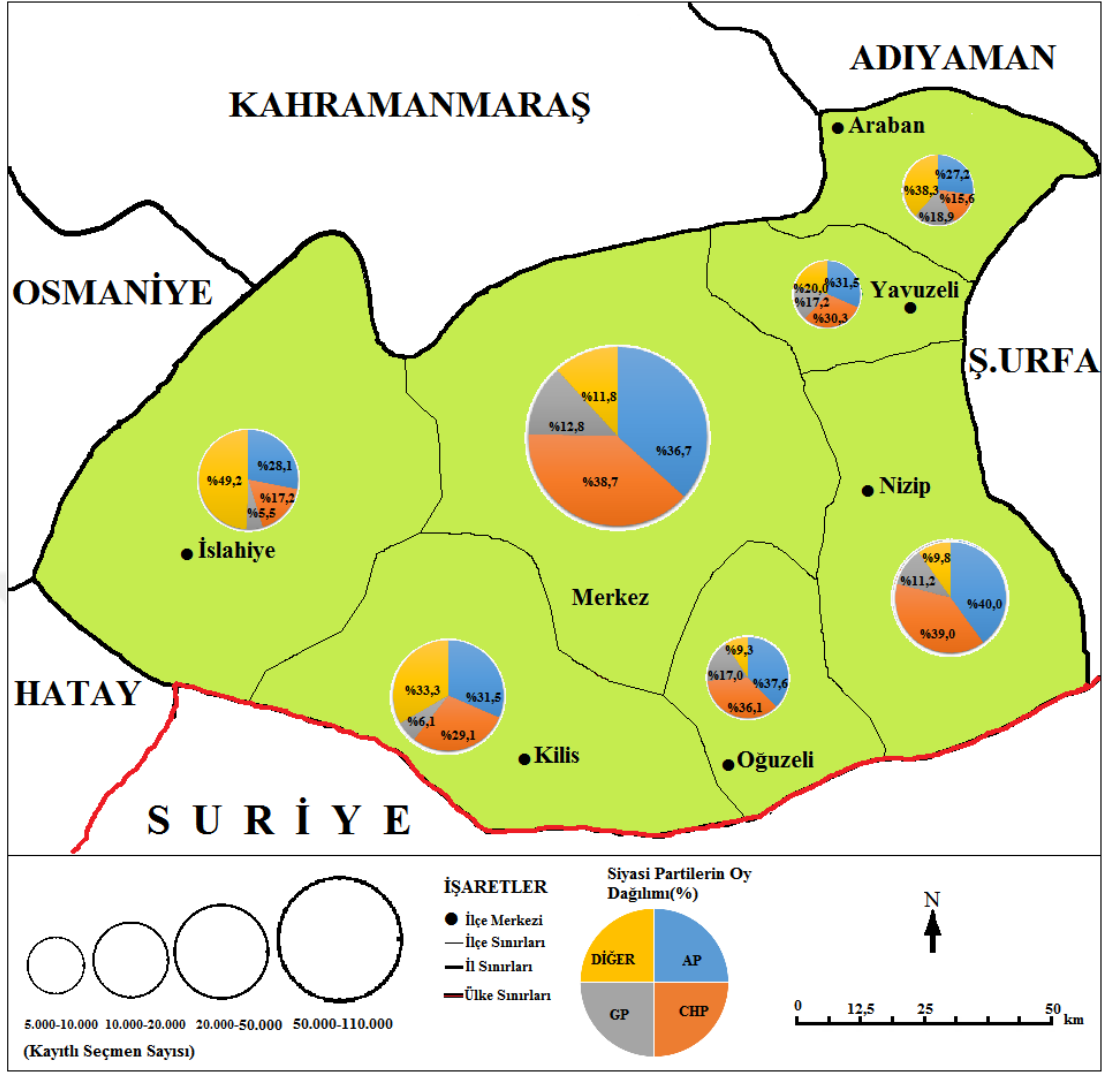 ADIYAMAN
KAHRAMANMARAŞ
Araban
%27,2
%38,3
%15,6
%18,9
OSMANİYE
%20,0
%31,5
Yavuzeli
%17,2
%30,3
Ş.URFA
%11,8
%12,8
%36,7
%38,7
%28,1
%49,2
%17,2
%5,5
Nizip
İslahiye
%9,8
%11,2
%40,0
%39,0
Merkez
%9,3
%17,0
%37,6
%36,1
HATAY
%33,3
%31,5
%6,1
%29,1
Kilis
Oğuzeli
SURİYE
5.000-10.000
10.000-20.000
20.000-50.000
50.000-110.000
(Kayıtlı Seçmen Sayısı)
İŞARETLER
İlçe Merkezi
İlçe Sınırları
İl Sınırları
Ülke Sınırları
Siyasi Partilerin Oy
Dağılımı(%)
DİĞER
AP
GP
CHP
N
0
12,5
25
50
km